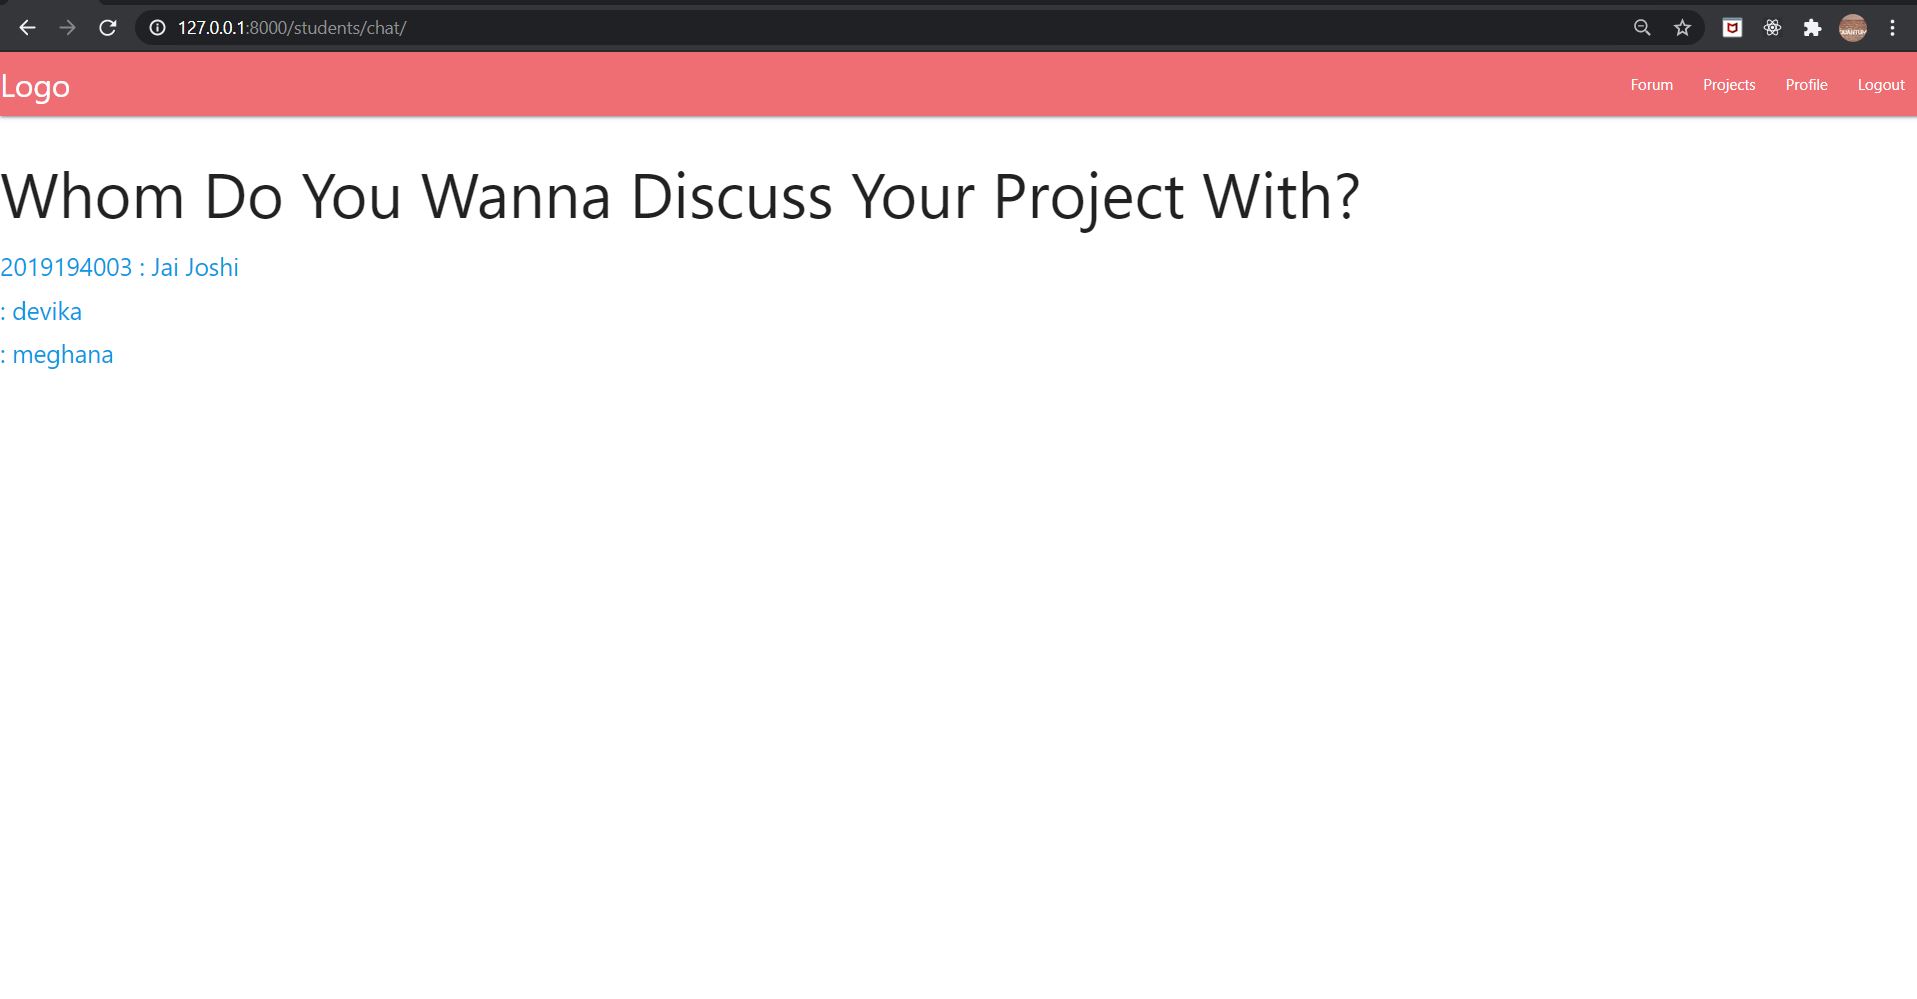 127.0.0.1:8000/students/chat/
Logo
Forum Projects Profile Logout
Whom Do You Wanna Discuss Your Project With?
2019194003 : Jai Joshi
: devika
: meghana